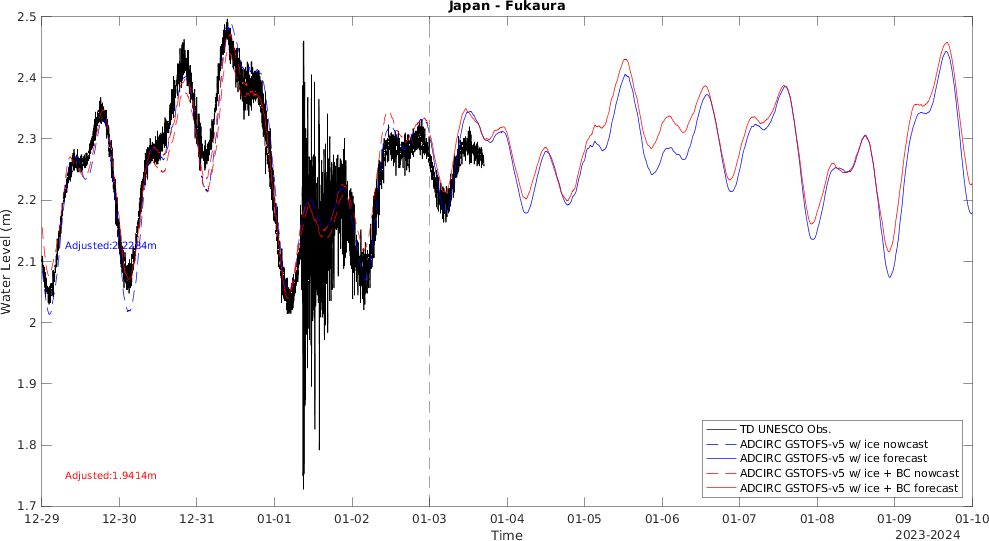 Japan - Fukaura
Water Level (m)
2.5
2.4
2.3
2.2
2.1
2
1.9
1.8
1.7
Adjusted:2.2284m
Adjusted:1.9414m
TD UNESCO Obs.
ADCIRC GSTOFS-v5 w/ ice nowcast
ADCIRC GSTOFS-v5 w/ ice forecast
ADCIRC GSTOFS-v5 w/ ice + BC nowcast
ADCIRC GSTOFS-v5 w/ ice + BC forecast
12-29 12-30 12-31 01-01 01-02 01-03 01-04 01-05 01-06 01-07 01-08 01-09 01-10
Time
2023-2024